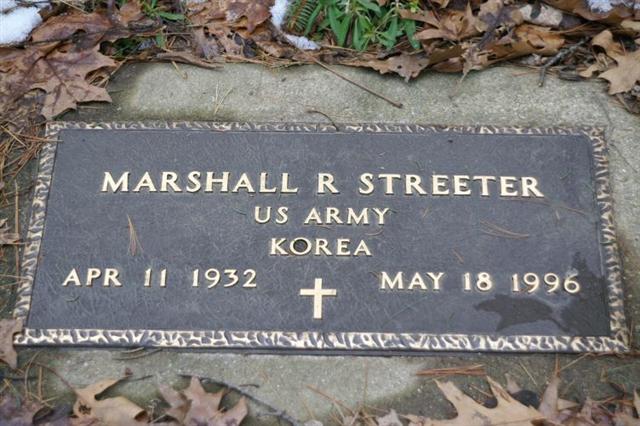 MARSHALL R STREETER
US ARMY
KOREA
APR 11 1932 MAY 18 1996